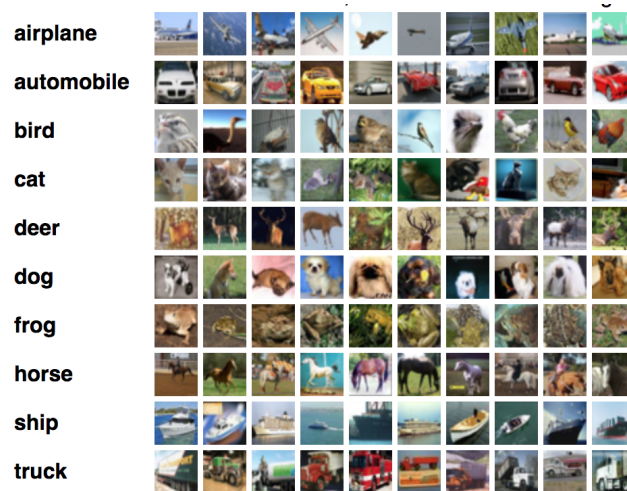 airplane
automobile
bird
cat
deer
dog
frog
horse
ship
truck